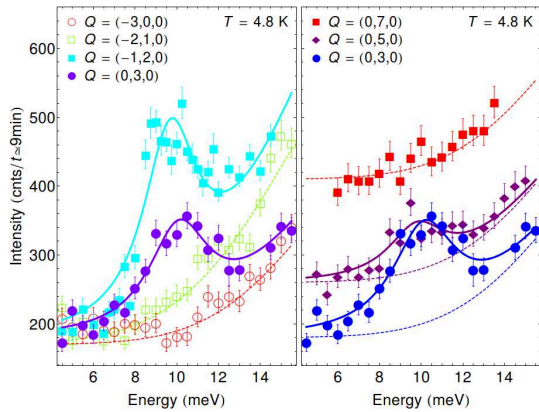 600
500
400
300
200
Intensity (cnts/t≃9min)
Q = (−3,0,0)
Q = (−2,1,0)
Q = (−1,2,0)
Q = (0,3,0)
T = 4.8 K
6 8 10 12 14
Energy (meV)
Q = (0,7,0)
Q = (0,5,0)
Q = (0,3,0)
T = 4.8 K
6 8 10 12 14
Energy (meV)